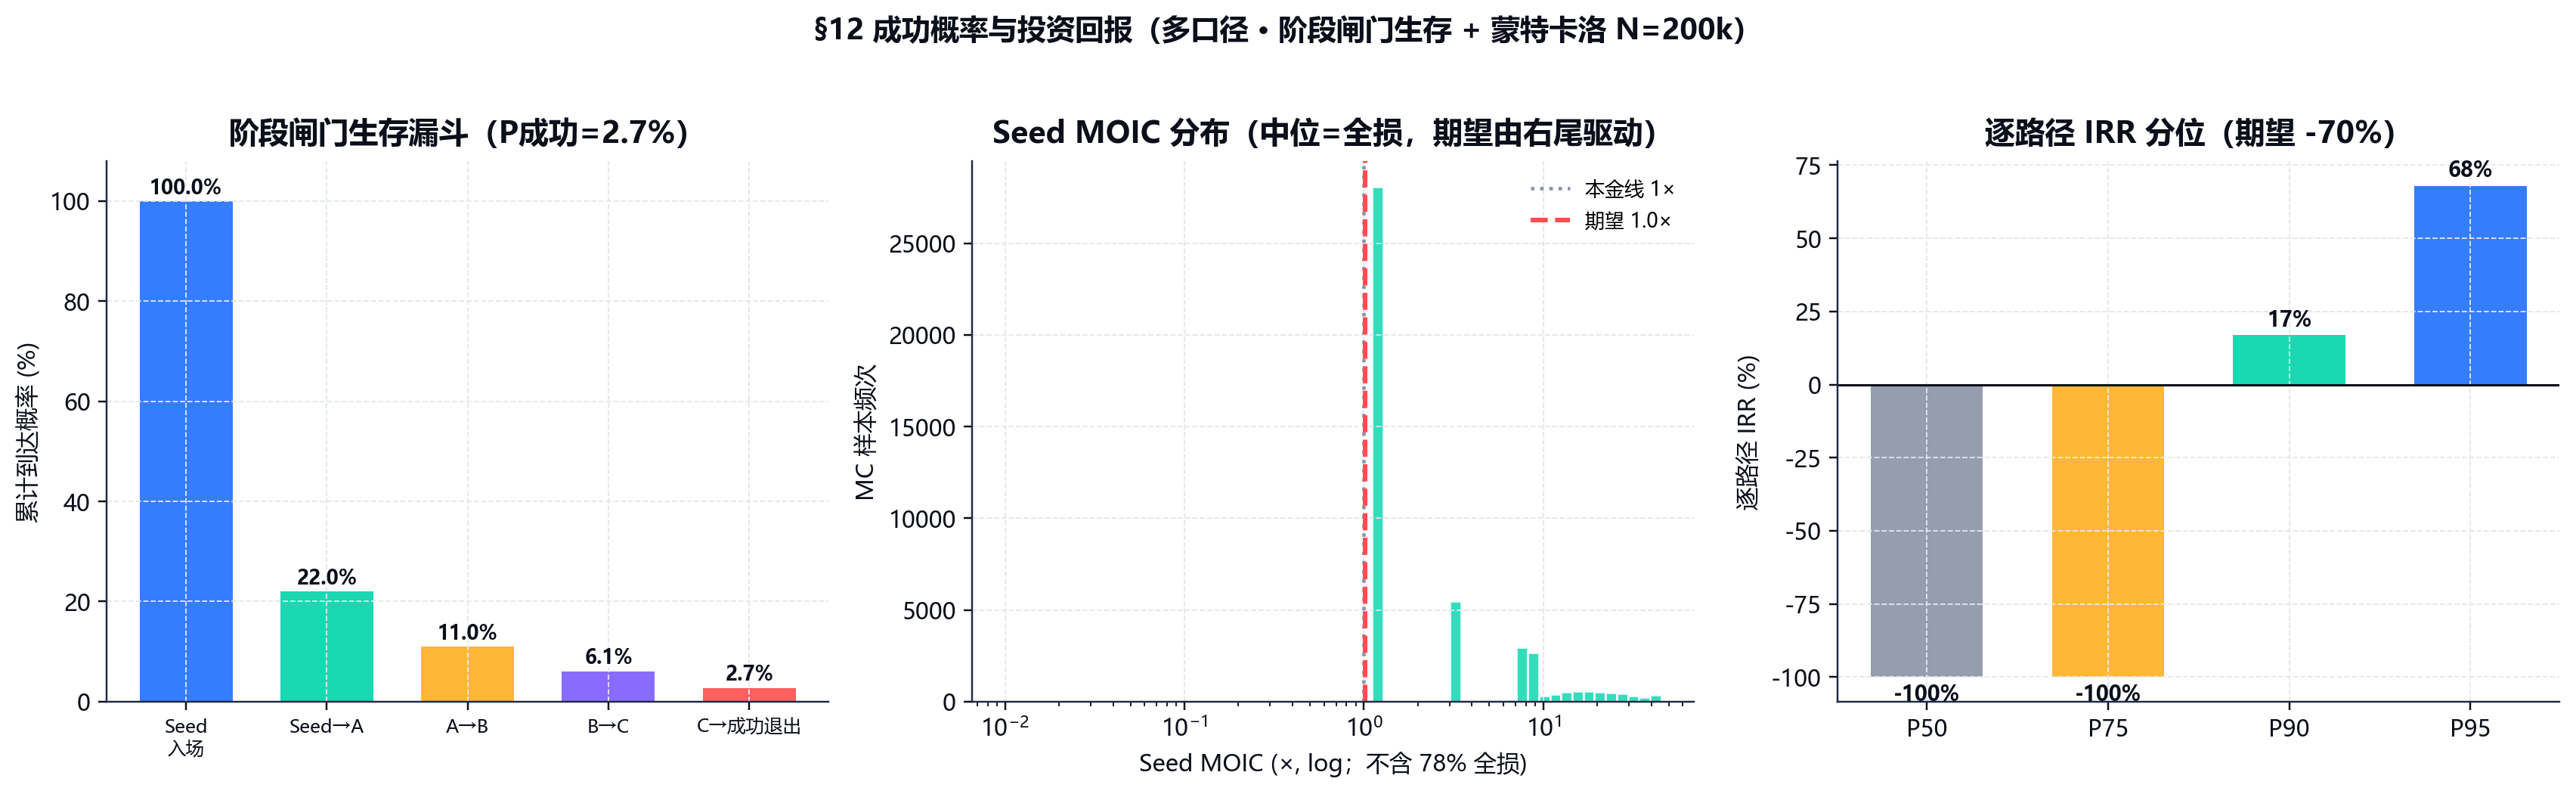 §12 成功概率与投资回报（多口径 • 阶段闸门生存 + 蒙特卡洛 N=200k）
阶段闸门生存漏斗（P成功=2.7%）
累计到达概率 (%)
100
80
60
40
20
0
100.0%
22.0%
11.0%
6.1%
2.7%
Seed
入场
Seed→A
A→B
B→C
C→成功退出
Seed MOIC 分布（中位=全损，期望由右尾驱动）
MC 样本频次
25000
20000
15000
10000
5000
0
本金线 1×
期望 1.0×
10⁻²
10⁻¹
10⁰
10¹
Seed MOIC (×, log；不含 78% 全损)
逐路径 IRR 分位（期望 -70%）
逐路径 IRR (%)
75
50
25
0
-25
-50
-75
-100
-100%
-100%
17%
68%
P50
P75
P90
P95